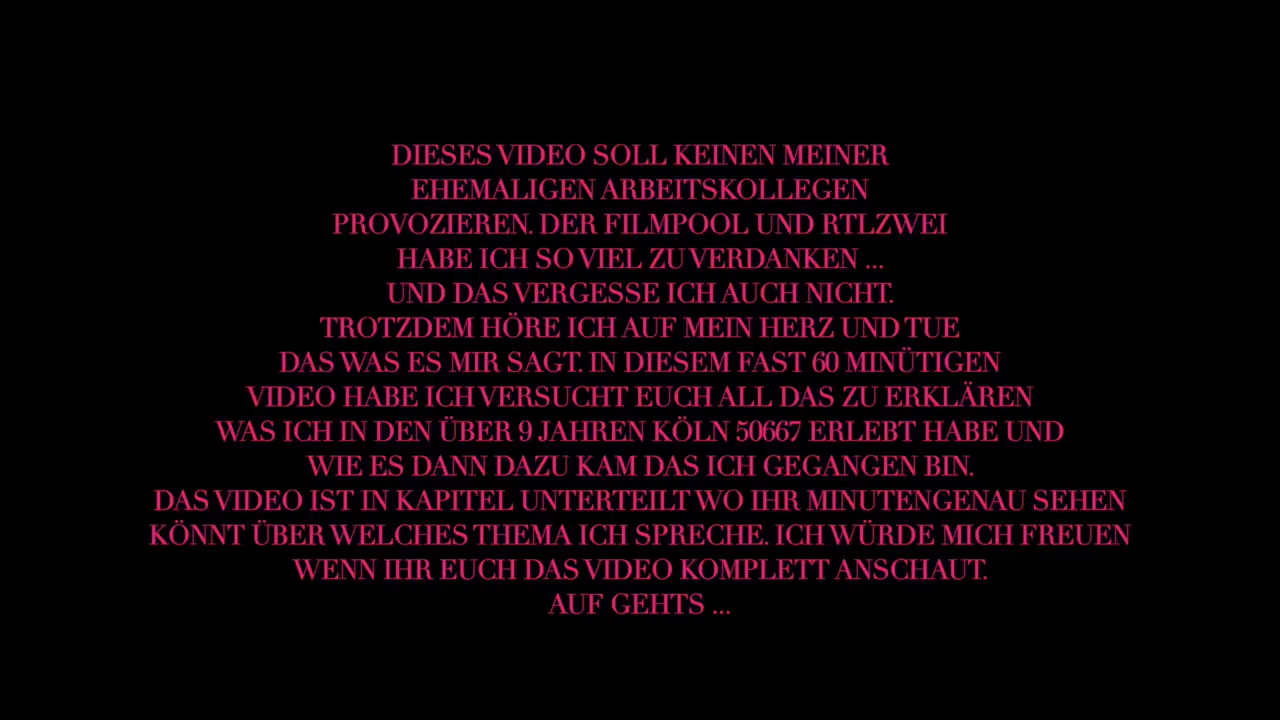 DIESES VIDEO SOLL KEINEN MEINER
EHEMALIGEN ARBEITSKOLLEGEN
PROVOZIEREN. DER FILMPOOL UND RTLZWEI
HABE ICH SO VIEL ZU VERDANKEN ...
UND DAS VERGESSE ICH AUCH NICHT.
TROTZDEM HÖRE ICH AUF MEIN HERZ UND TUE
DAS WAS ES MIR SAGT. IN DIESEM FAST 60 MINÜTIGEN
VIDEO HABE ICH VERSUCHT EUCH ALL DAS ZU ERKLÄREN
WAS ICH IN DEN ÜBER 9 JAHREN KÖLN 50667 ERLEBT HABE UND
WIE ES DANN DAZU KAM DAS ICH GEGANGEN BIN.
DAS VIDEO IST IN KAPITEL UNTERTEILT WO IHR MINUTENGENAU SEHEN
KÖNNT ÜBER WELCHES THEMA ICH SPRECHE. ICH WÜRDE MICH FREUEN
WENN IHR EUCH DAS VIDEO KOMPLETT ANSCHAUT.
AUF GEHTS ...